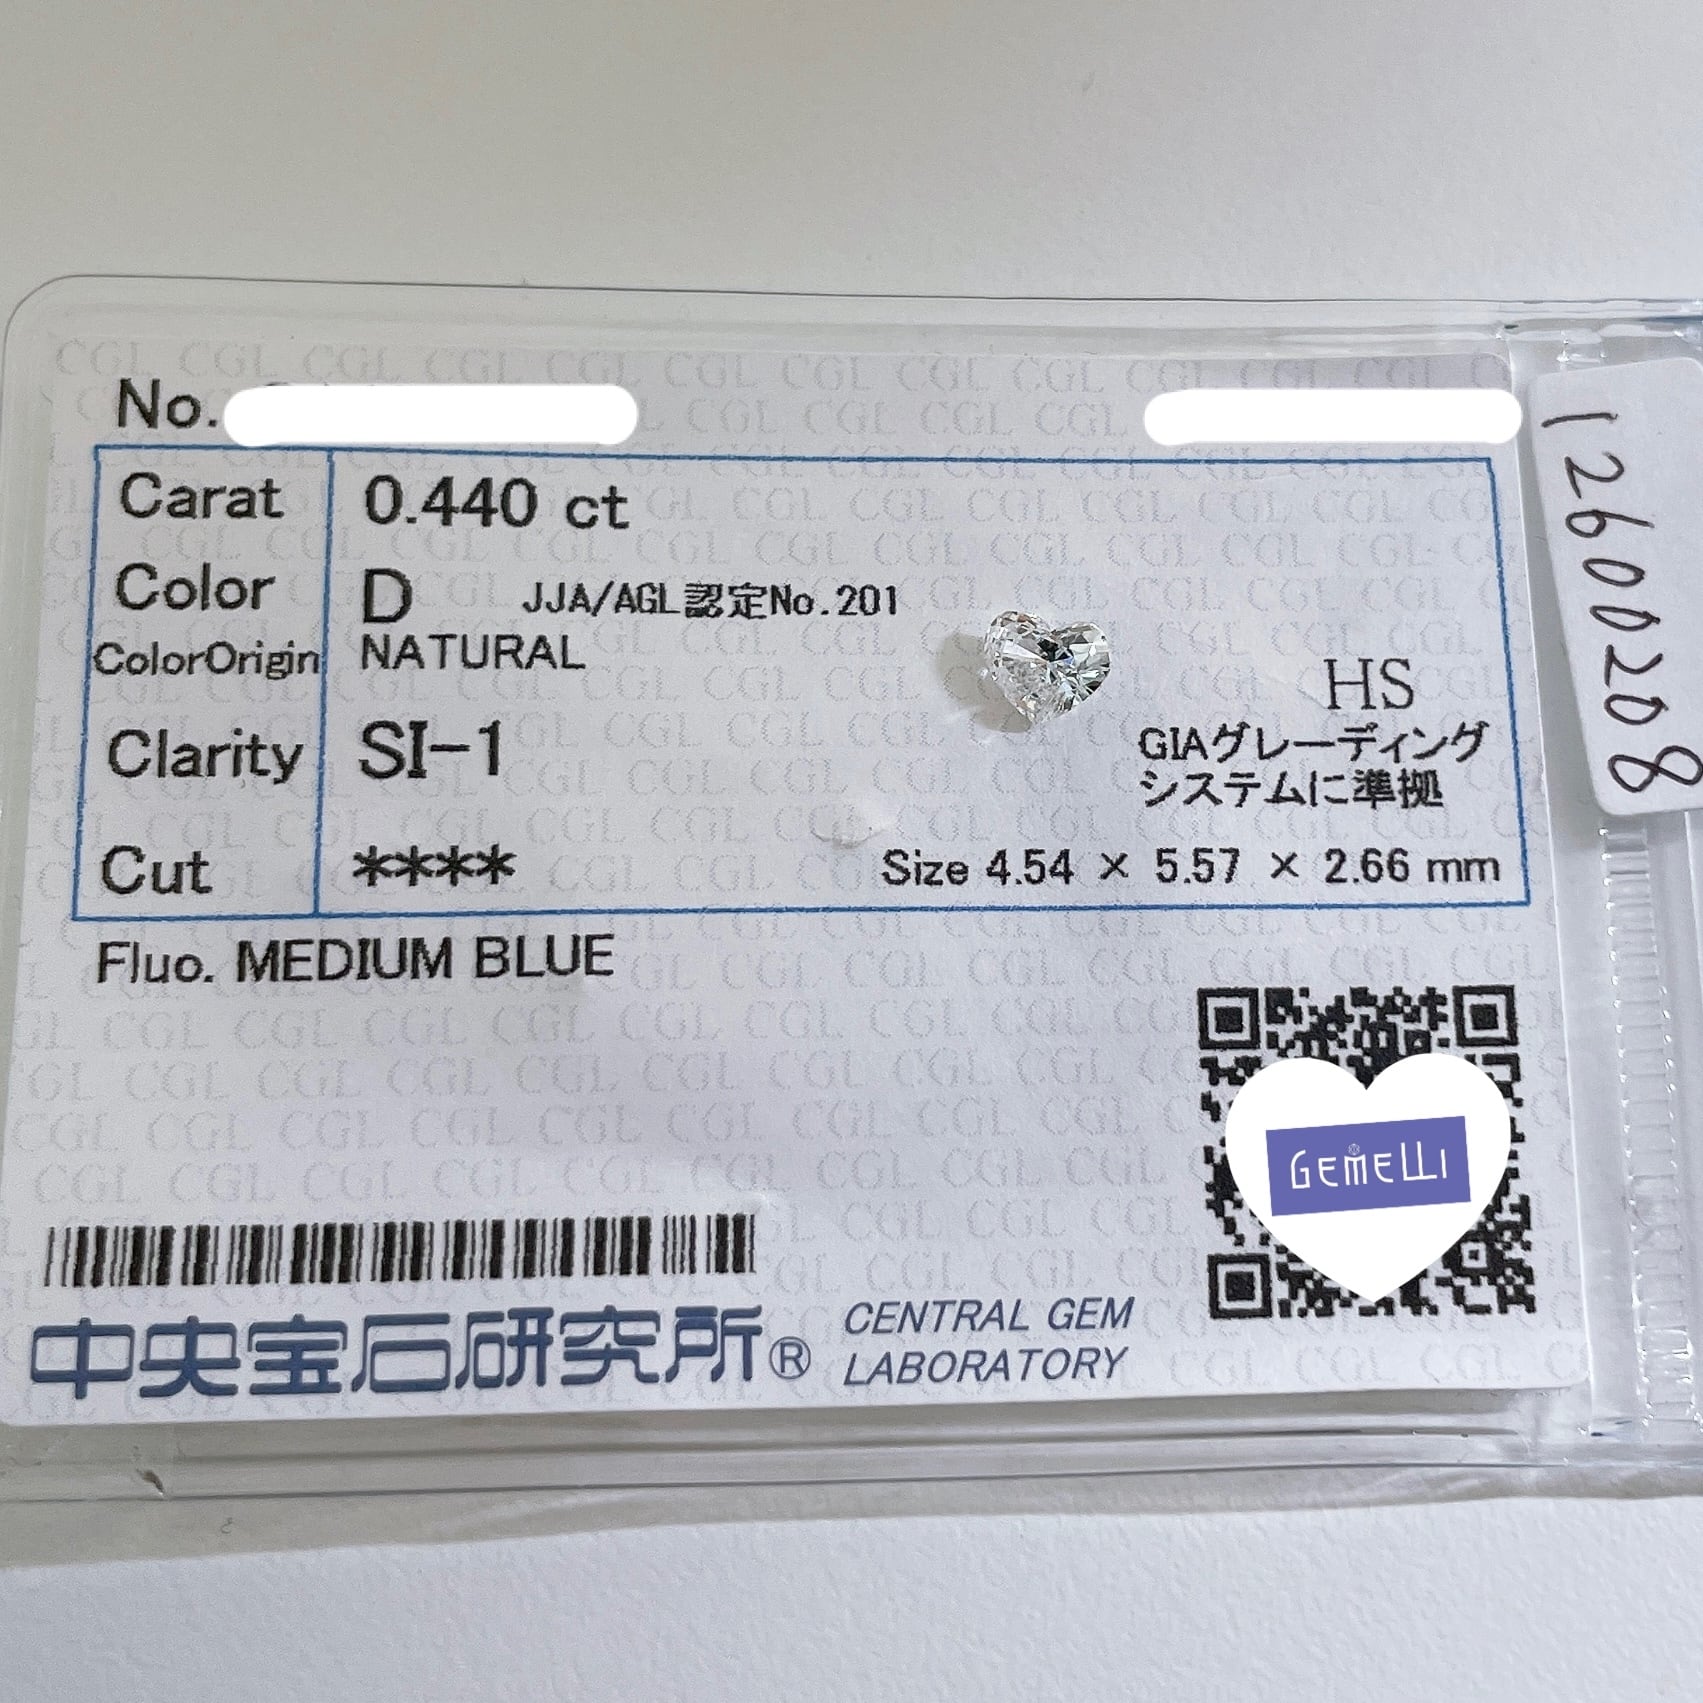 No.
Carat 0.440 ct
Color D JJA/AGL認定No.201
ColorOrigin NATURAL
HS
Clarity SI-1
GIAグレーディング
システムに準拠
Cut ****
Size 4.54 × 5.57 × 2.66 mm
Fluo. MEDIUM BLUE
GEMELLI
中央宝石研究所®
CENTRAL GEM
LABORATORY
12600208